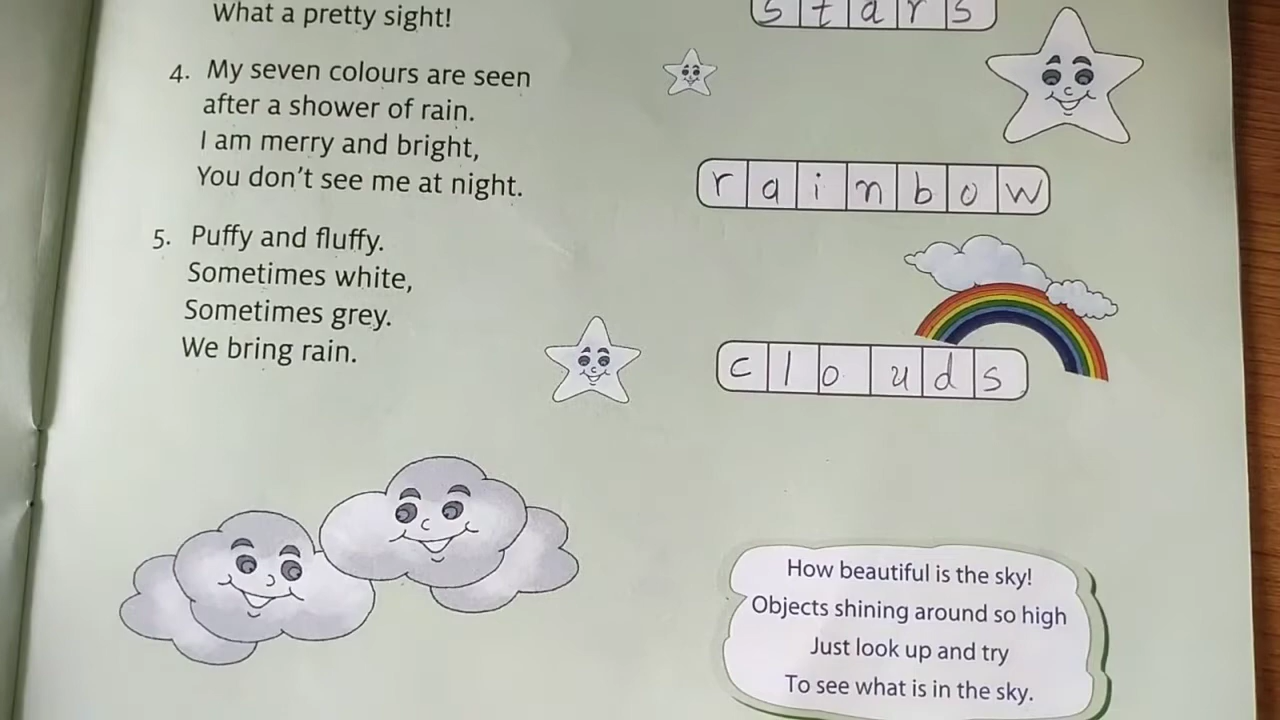 What a pretty sight!
stars
4. My seven colours are seen
after a shower of rain.
I am merry and bright,
You don't see me at night.
rainbow
5. Puffy and fluffy.
Sometimes white,
Sometimes grey.
We bring rain.
clouds
How beautiful is the sky!
Objects shining around so high
Just look up and try
To see what is in the sky.